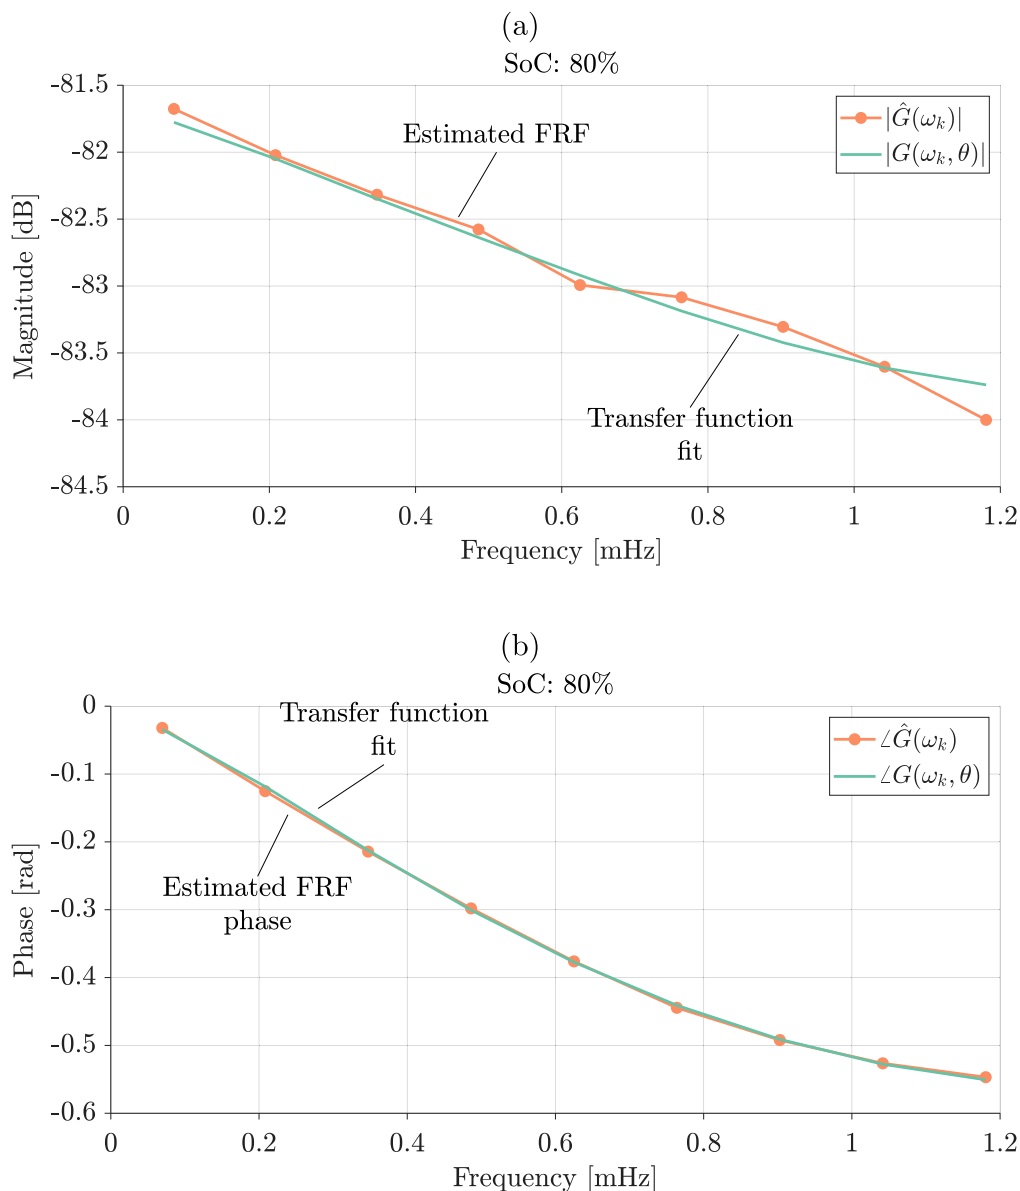 (a)
SoC: 80%
-81.5
-82
-82.5
-83
-83.5
-84
-84.5
Magnitude [dB]
Estimated FRF
|Ĝ(ω_k)|
|G(ω_k, θ)|
Transfer function
fit
0 0.2 0.4 0.6 0.8 1 1.2
Frequency [mHz]
(b)
SoC: 80%
0
-0.1
-0.2
-0.3
-0.4
-0.5
-0.6
Phase [rad]
Transfer function
fit
∠Ĝ(ω_k)
∠G(ω_k, θ)
Estimated FRF
phase
0 0.2 0.4 0.6 0.8 1 1.2
Frequency [mHz]